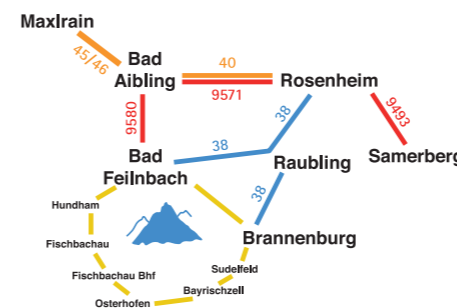 Maxlrain
45/46
Bad
Aibling
40
9571
Rosenheim
9580
38
9493
Bad
Feilnbach
38
Raubling
Samerberg
38
Hundham
Brannenburg
Fischbachau
Sudelfeld
Fischbachau Bhf
Bayrischzell
Osterhofen